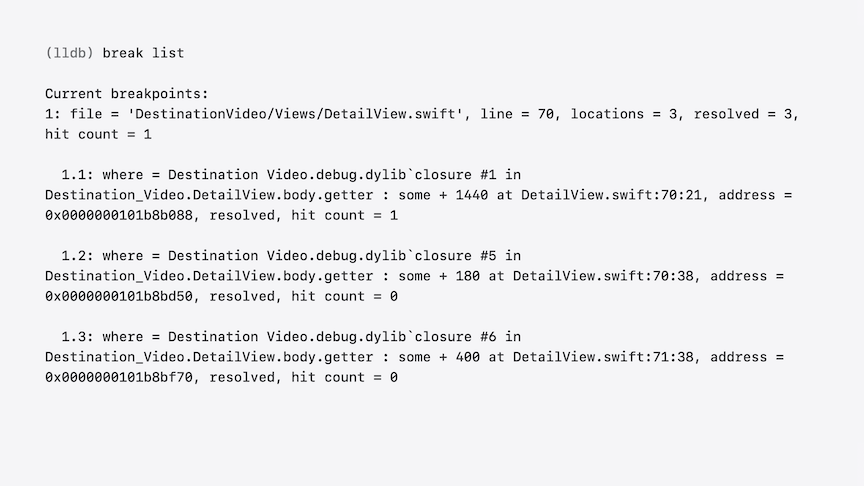 (lldb) break list
Current breakpoints:
1: file = 'DestinationVideo/Views/DetailView.swift', line = 70, locations = 3, resolved = 3,
hit count = 1
1.1: where = Destination Video.debug.dylib`closure #1 in
Destination_Video.DetailView.body.getter : some + 1440 at DetailView.swift:70:21, address =
0x0000000101b8b088, resolved, hit count = 1
1.2: where = Destination Video.debug.dylib`closure #5 in
Destination_Video.DetailView.body.getter : some + 180 at DetailView.swift:70:38, address =
0x0000000101b8bd50, resolved, hit count = 0
1.3: where = Destination Video.debug.dylib`closure #6 in
Destination_Video.DetailView.body.getter : some + 400 at DetailView.swift:71:38, address =
0x0000000101b8bf70, resolved, hit count = 0